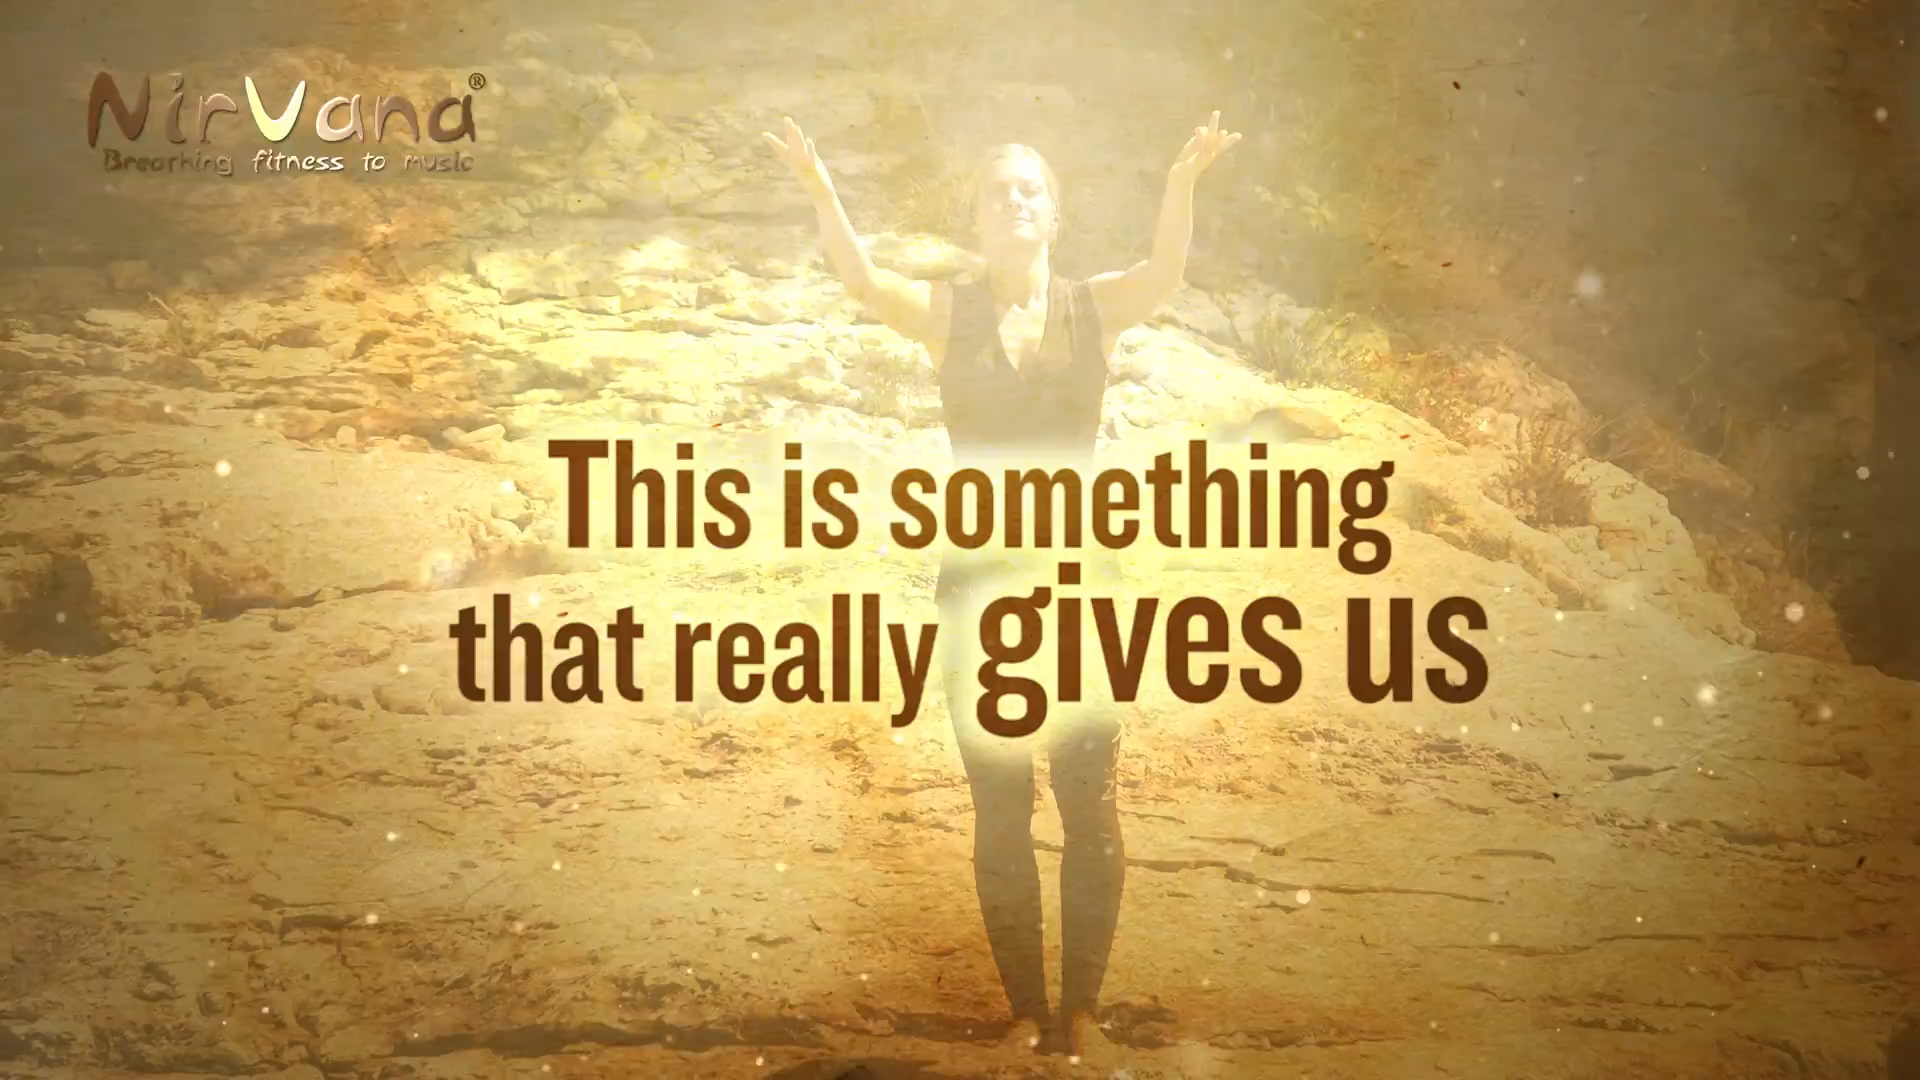 NirVana®
Breathing fitness to music
This is something
that really gives us